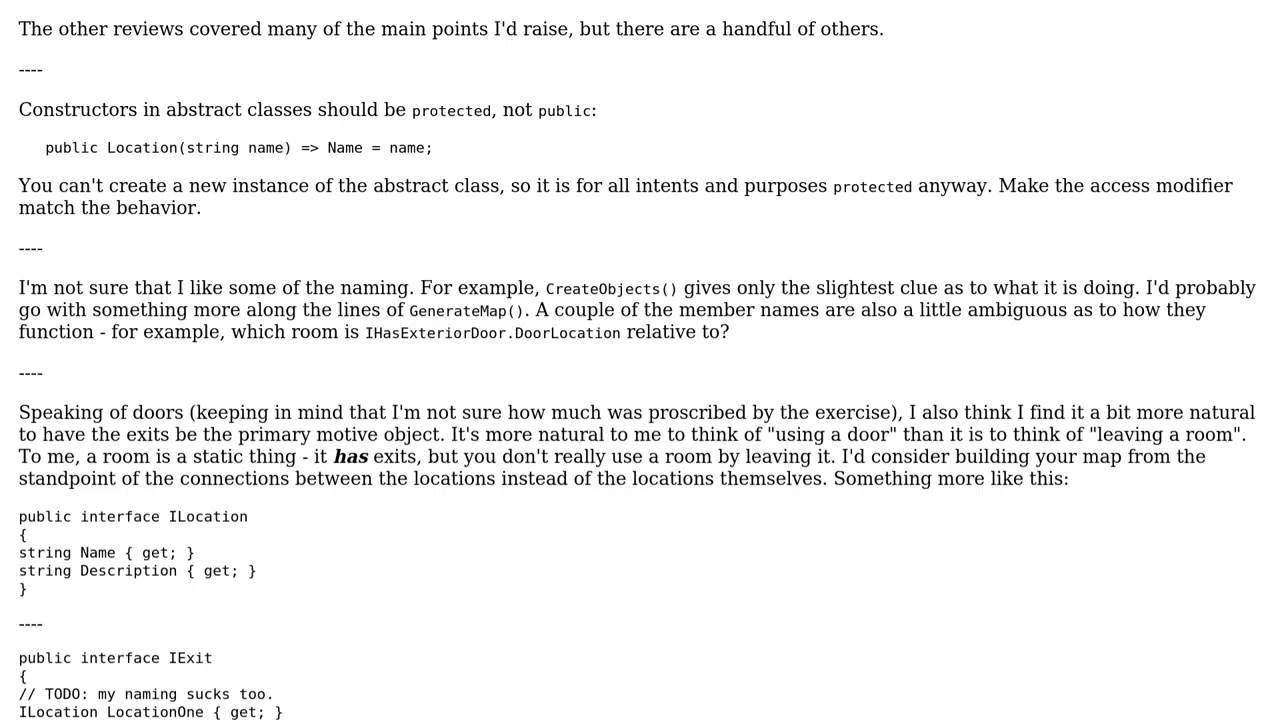 The other reviews covered many of the main points I'd raise, but there are a handful of others.
----
Constructors in abstract classes should be protected, not public:
public Location(string name) => Name = name;
You can't create a new instance of the abstract class, so it is for all intents and purposes protected anyway. Make the access modifier
match the behavior.
----
I'm not sure that I like some of the naming. For example, CreateObjects() gives only the slightest clue as to what it is doing. I'd probably
go with something more along the lines of GenerateMap(). A couple of the member names are also a little ambiguous as to how they
function - for example, which room is IHasExteriorDoor.DoorLocation relative to?
----
Speaking of doors (keeping in mind that I'm not sure how much was proscribed by the exercise), I also think I find it a bit more natural
to have the exits be the primary motive object. It's more natural to me to think of "using a door" than it is to think of "leaving a room".
To me, a room is a static thing - it has exits, but you don't really use a room by leaving it. I'd consider building your map from the
standpoint of the connections between the locations instead of the locations themselves. Something more like this:
public interface ILocation
{
string Name { get; }
string Description { get; }
}
----
public interface IExit
{
// TODO: my naming sucks too.
ILocation LocationOne { get; }